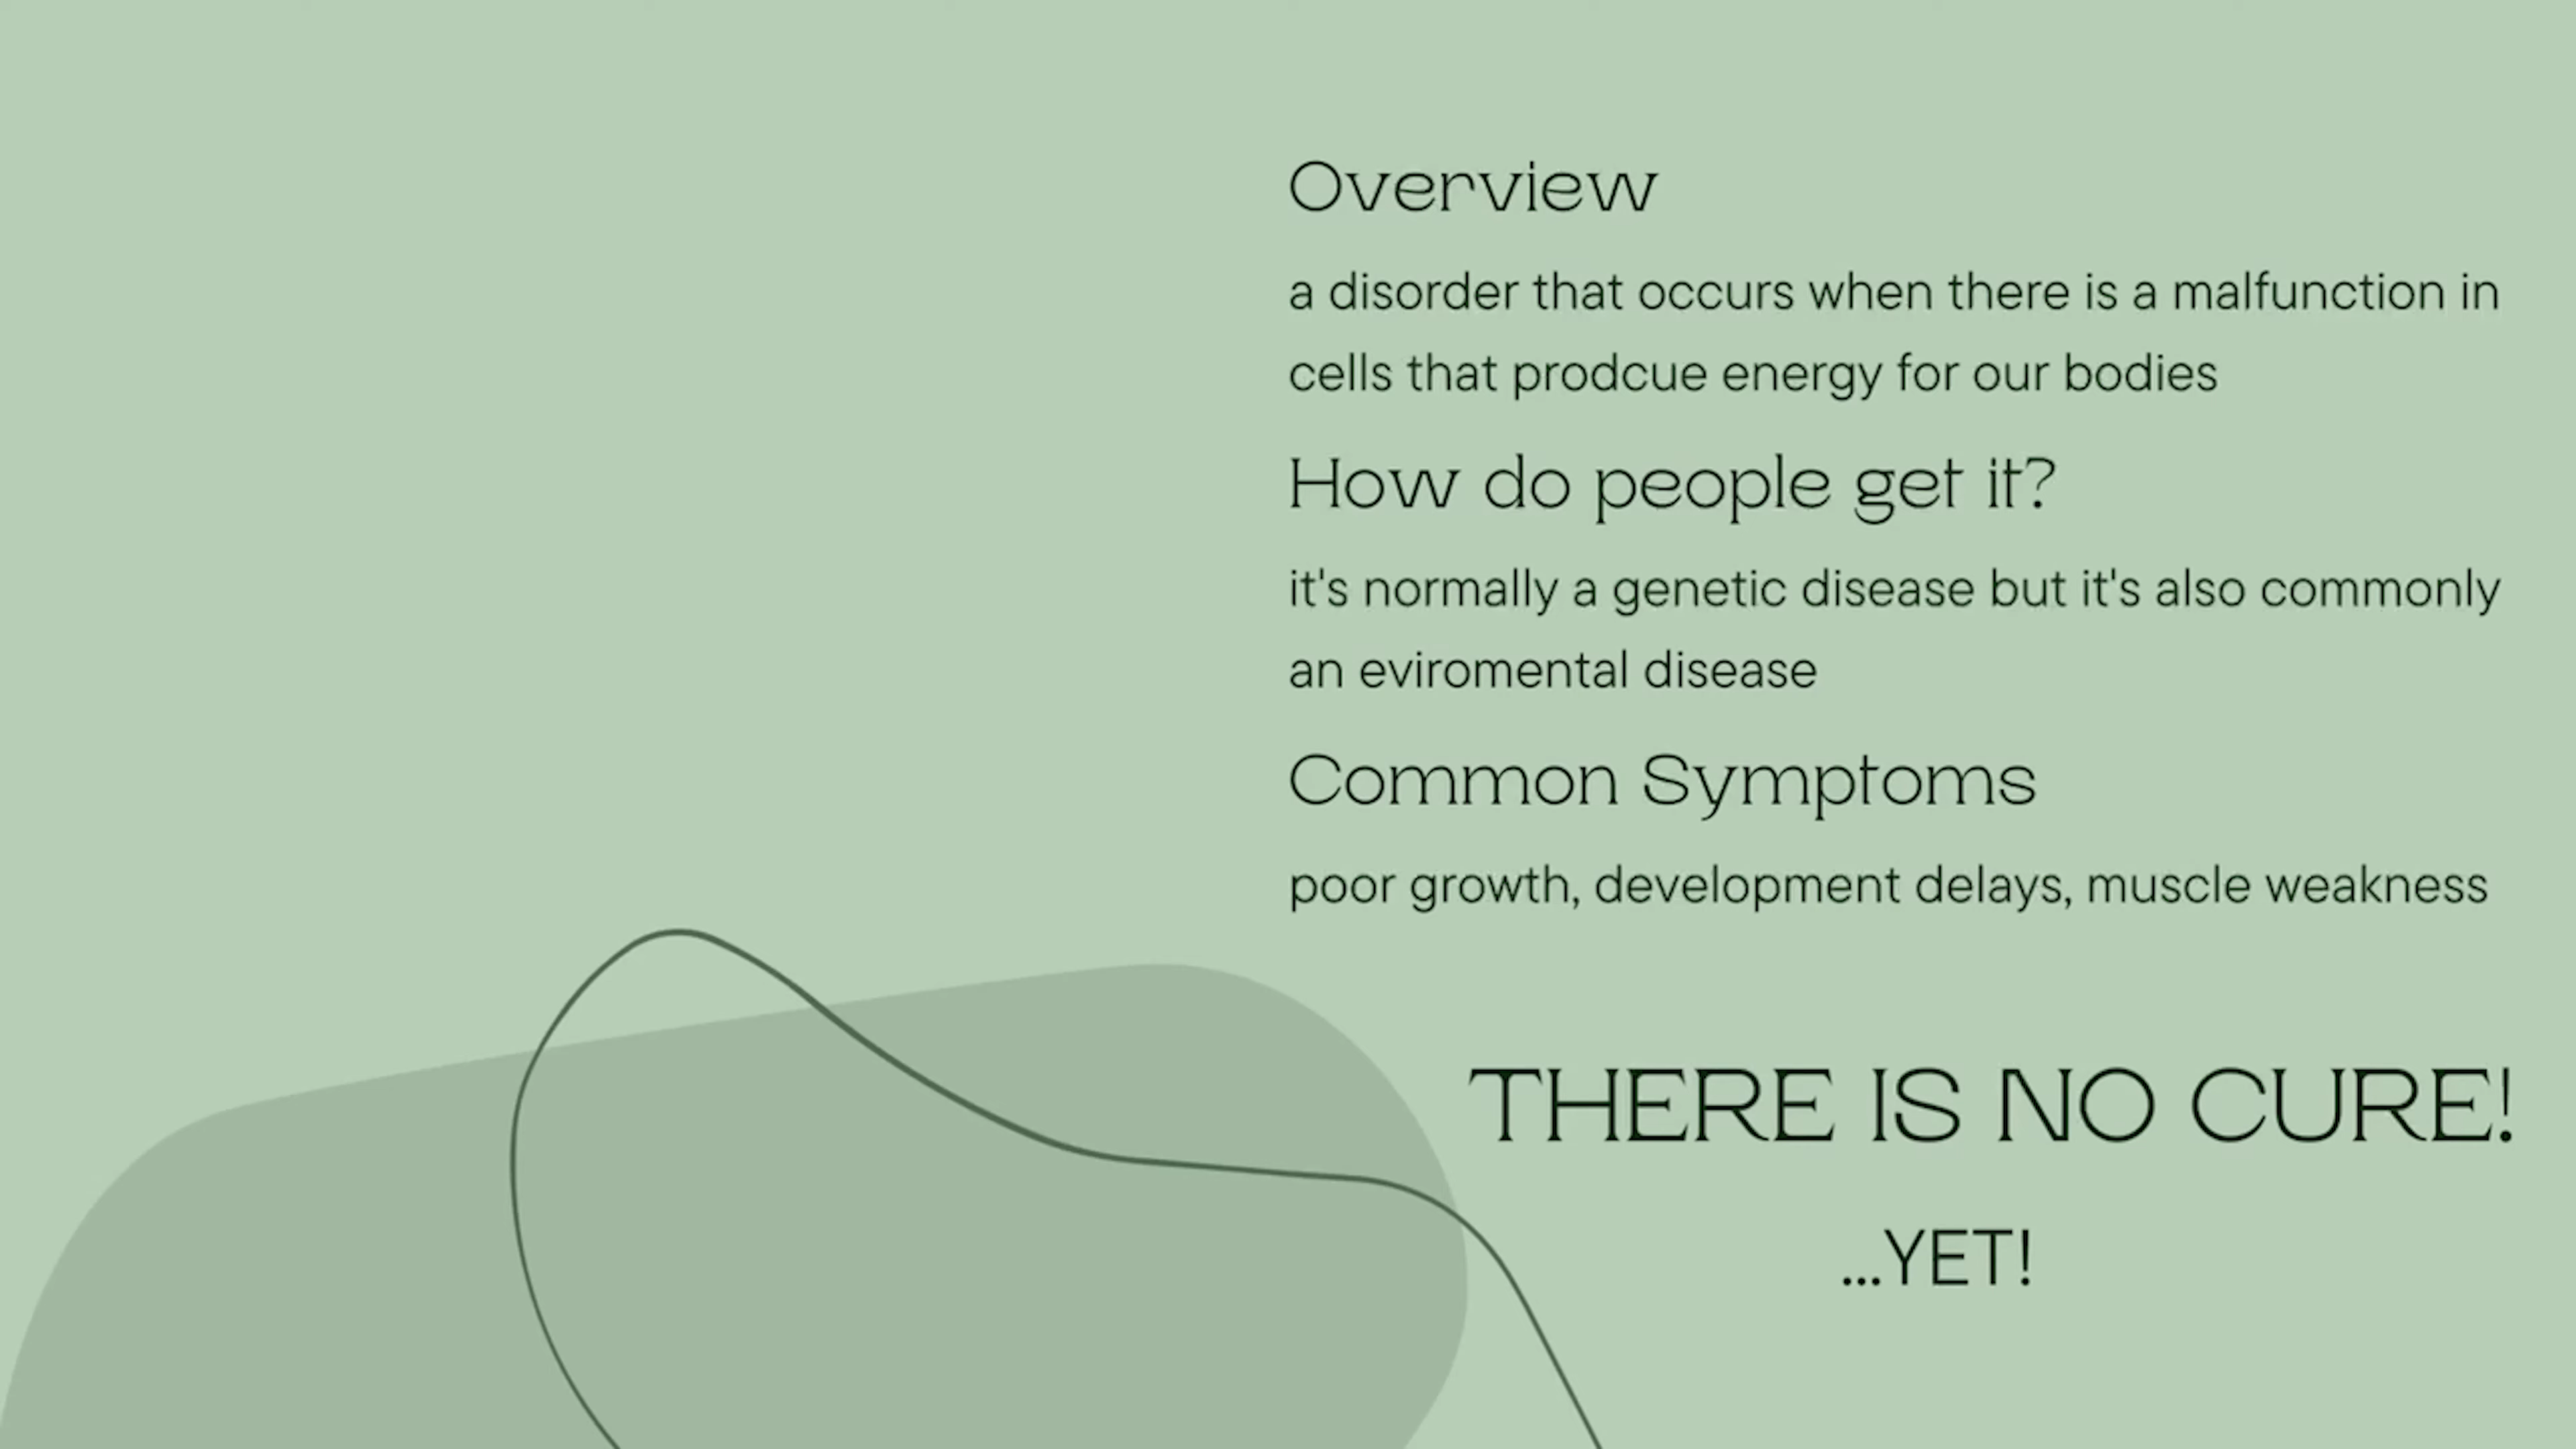 Overview
a disorder that occurs when there is a malfunction in
cells that prodcue energy for our bodies
How do people get it?
it's normally a genetic disease but it's also commonly
an eviromental disease
Common Symptoms
poor growth, development delays, muscle weakness
THERE IS NO CURE!
...YET!